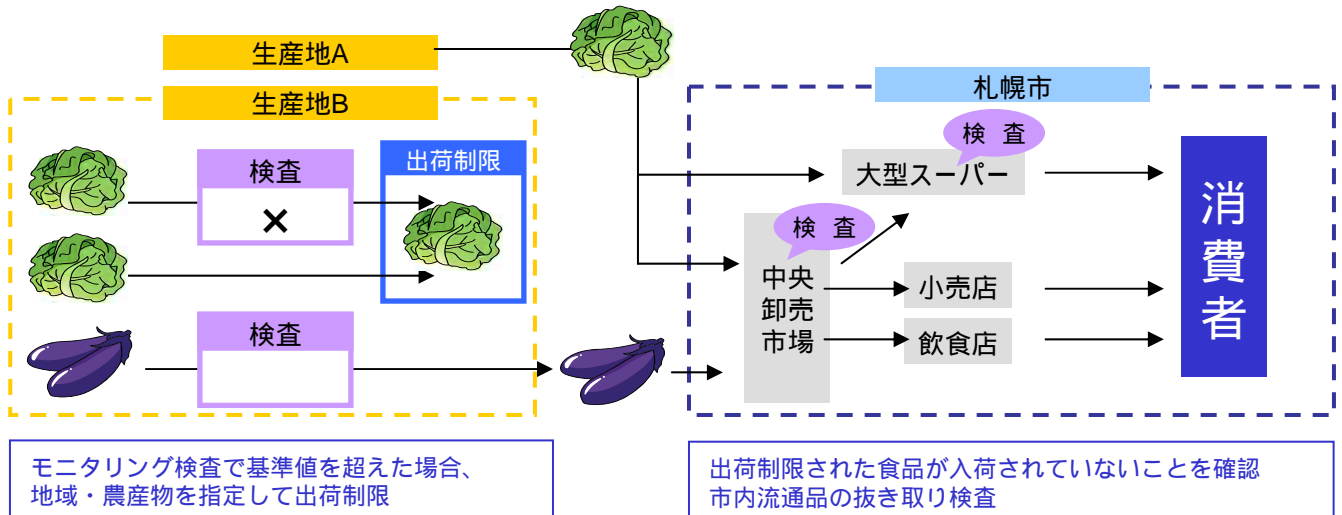 生産地A
生産地B
検査
×
出荷制限
検査
札幌市
検 査
大型スーパー
検 査
中央
卸売
市場
小売店
飲食店
消
費
者
モニタリング検査で基準値を超えた場合、
地域・農産物を指定して出荷制限
出荷制限された食品が入荷されていないことを確認
市内流通品の抜き取り検査